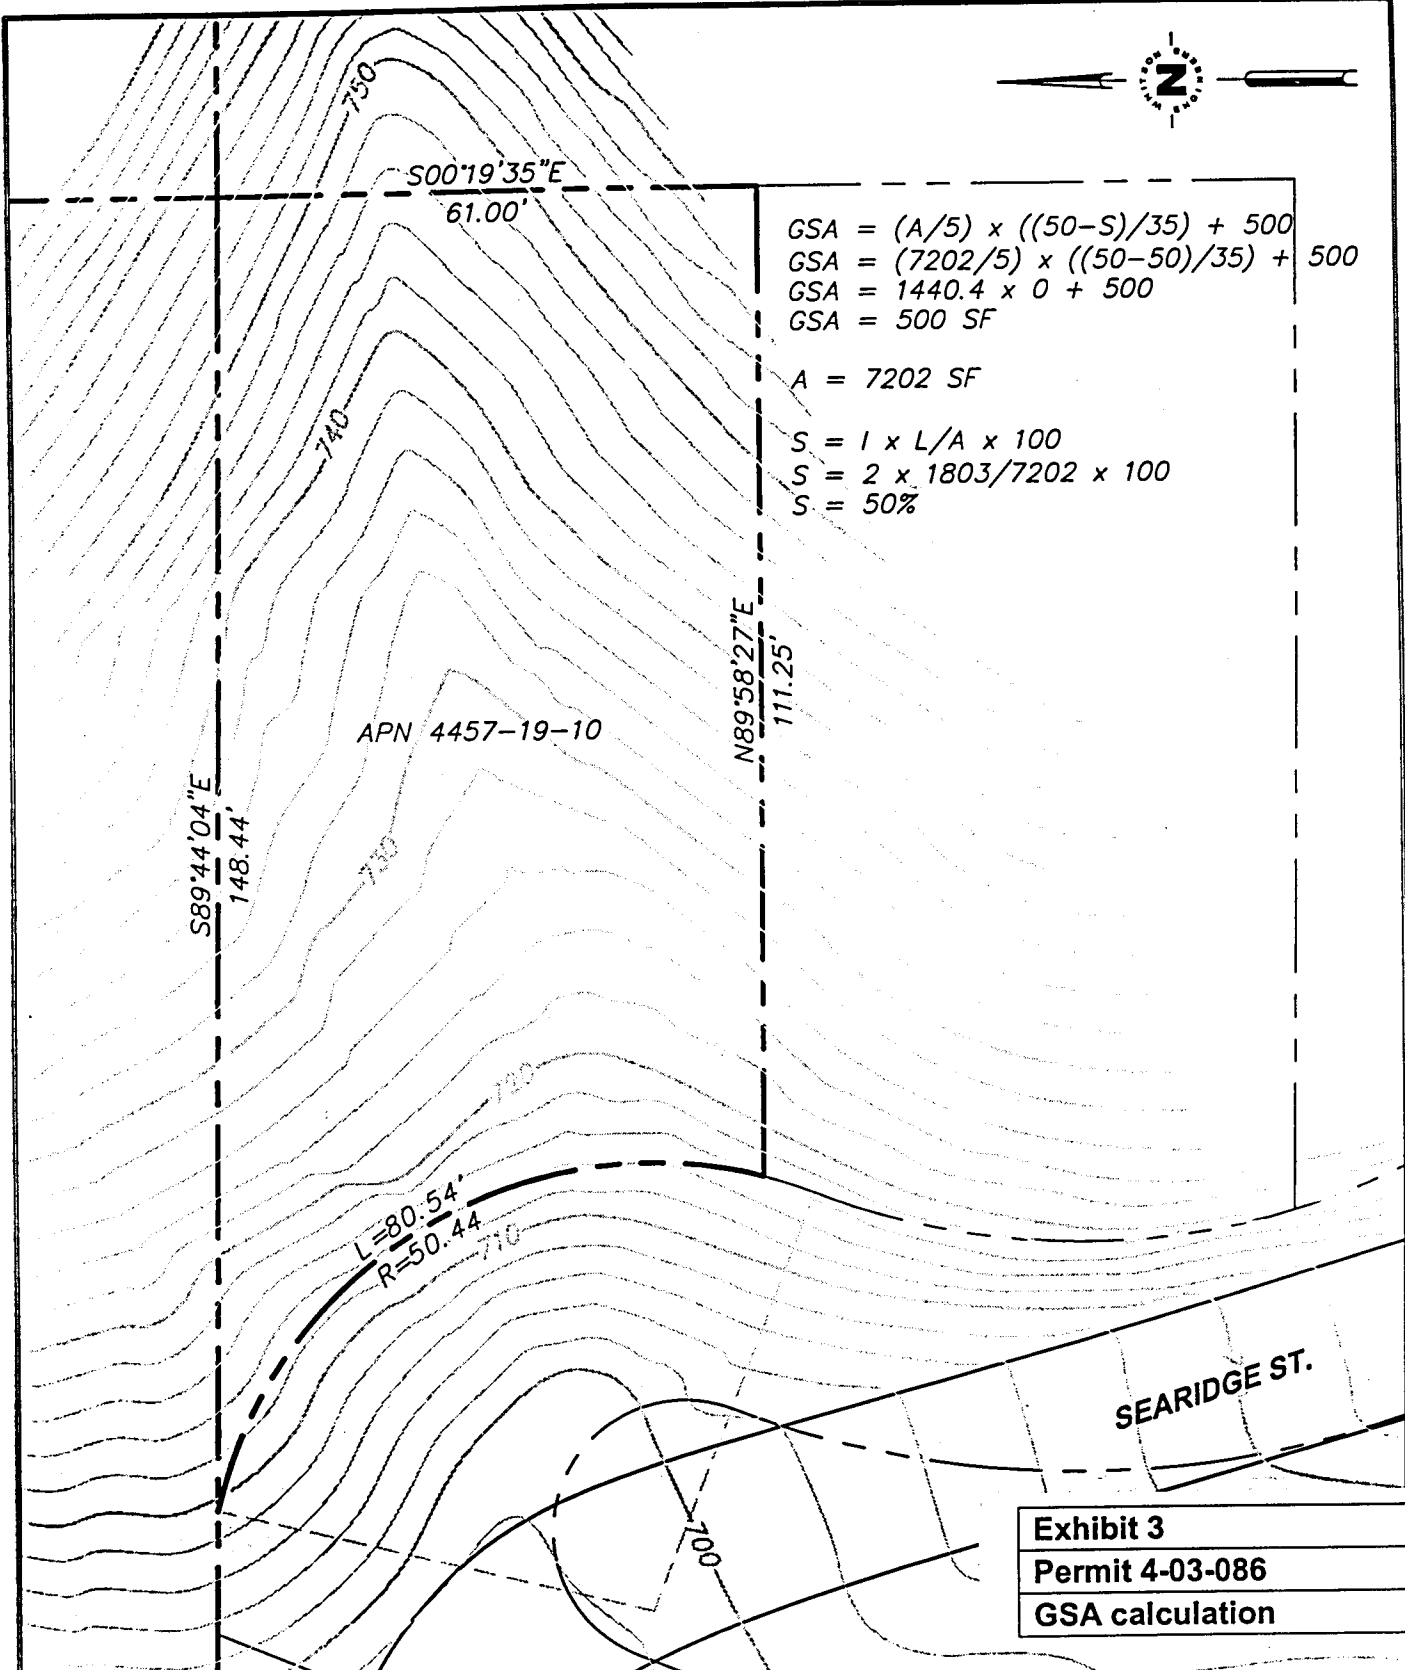 750
S00°19'35"E
61.00'
N
WHITSON ENGINEERS
GSA = (A/5) x ((50-S)/35) + 500
GSA = (7202/5) x ((50-50)/35) + 500
GSA = 1440.4 x 0 + 500
GSA = 500 SF
A = 7202 SF
S = I x L/A x 100
S = 2 x 1803/7202 x 100
S = 50%
740
N89°58'27"E
111.25'
APN 4457-19-10
S89°44'04"E
148.44'
730
720
L=80.54'
R=50.44
710
SEARIDGE ST.
700
Exhibit 3
Permit 4-03-086
GSA calculation